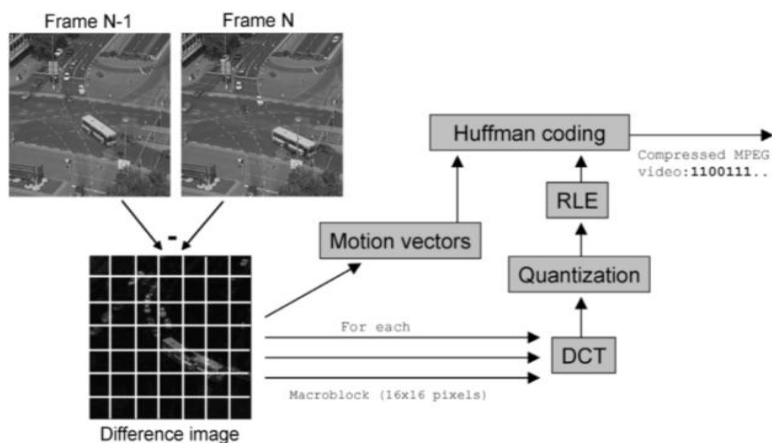 Frame N-1
Frame N
-
Huffman coding
Compressed MPEG
video:1100111..
RLE
Motion vectors
Quantization
For each
DCT
Macroblock (16x16 pixels)
Difference image